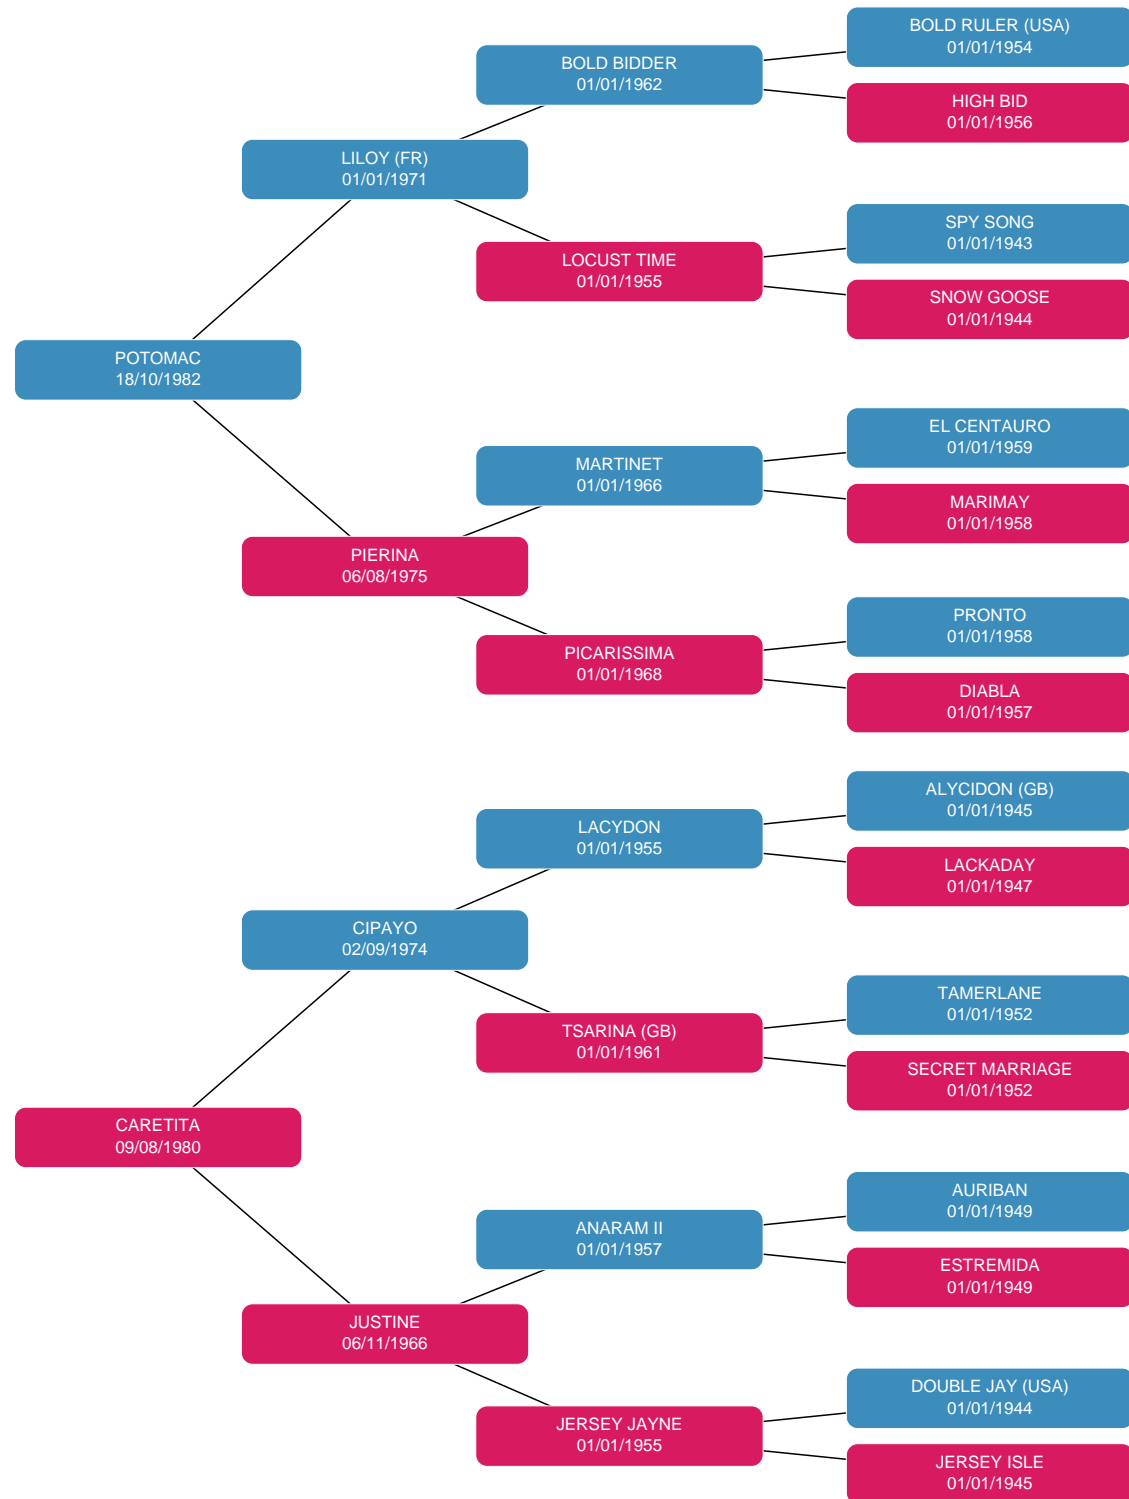 BOLD RULER (USA)
01/01/1954
BOLD BIDDER
01/01/1962
HIGH BID
01/01/1956
LILOY (FR)
01/01/1971
SPY SONG
01/01/1943
LOCUST TIME
01/01/1955
SNOW GOOSE
01/01/1944
POTOMAC
18/10/1982
EL CENTAURO
01/01/1959
MARTINET
01/01/1966
MARIMAY
01/01/1958
PIERINA
06/08/1975
PRONTO
01/01/1958
PICARISSIMA
01/01/1968
DIABLA
01/01/1957
ALYCIDON (GB)
01/01/1945
LACYDON
01/01/1955
LACKADAY
01/01/1947
CIPAYO
02/09/1974
TAMERLANE
01/01/1952
TSARINA (GB)
01/01/1961
SECRET MARRIAGE
01/01/1952
CARETITA
09/08/1980
AURIBAN
01/01/1949
ANARAM II
01/01/1957
ESTREMIDA
01/01/1949
JUSTINE
06/11/1966
DOUBLE JAY (USA)
01/01/1944
JERSEY JAYNE
01/01/1955
JERSEY ISLE
01/01/1945